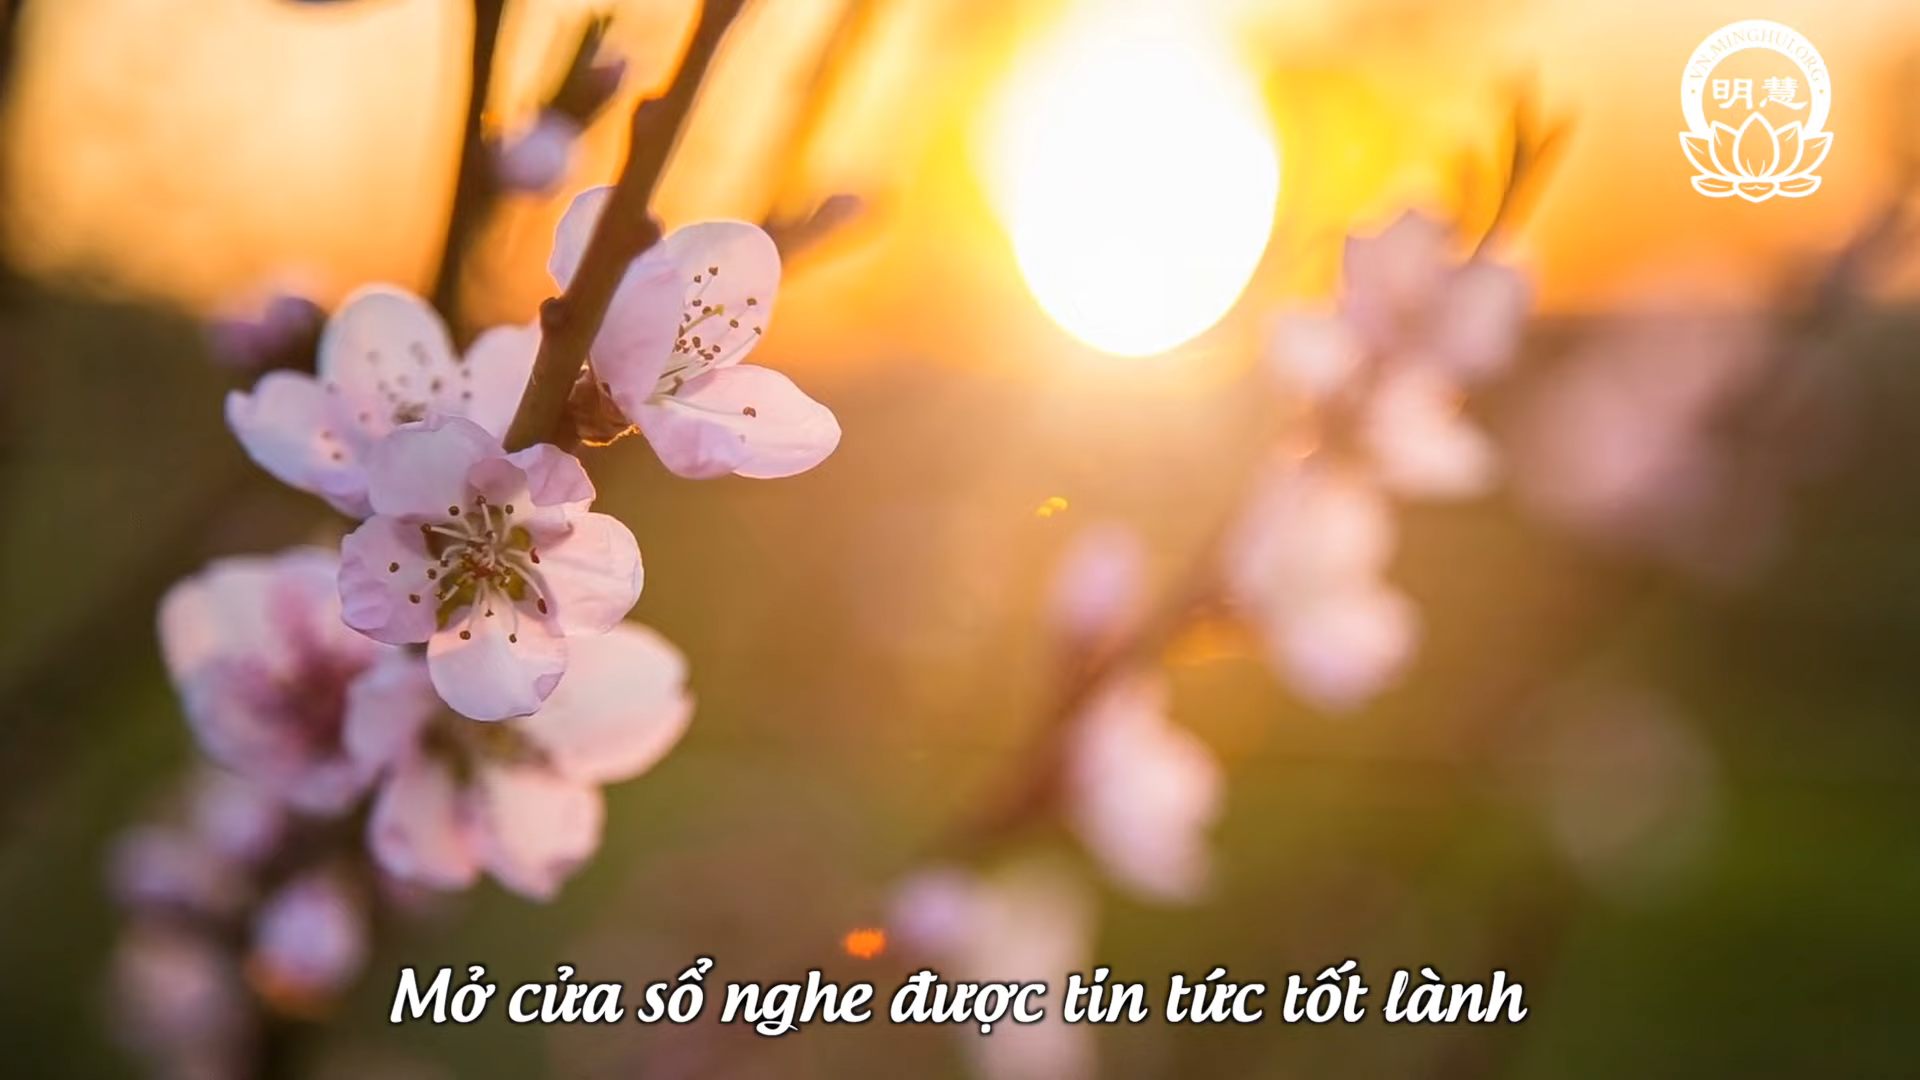 VN.MINGHUI.ORG
明慧
Mở cửa sổ nghe được tin tức tốt lành